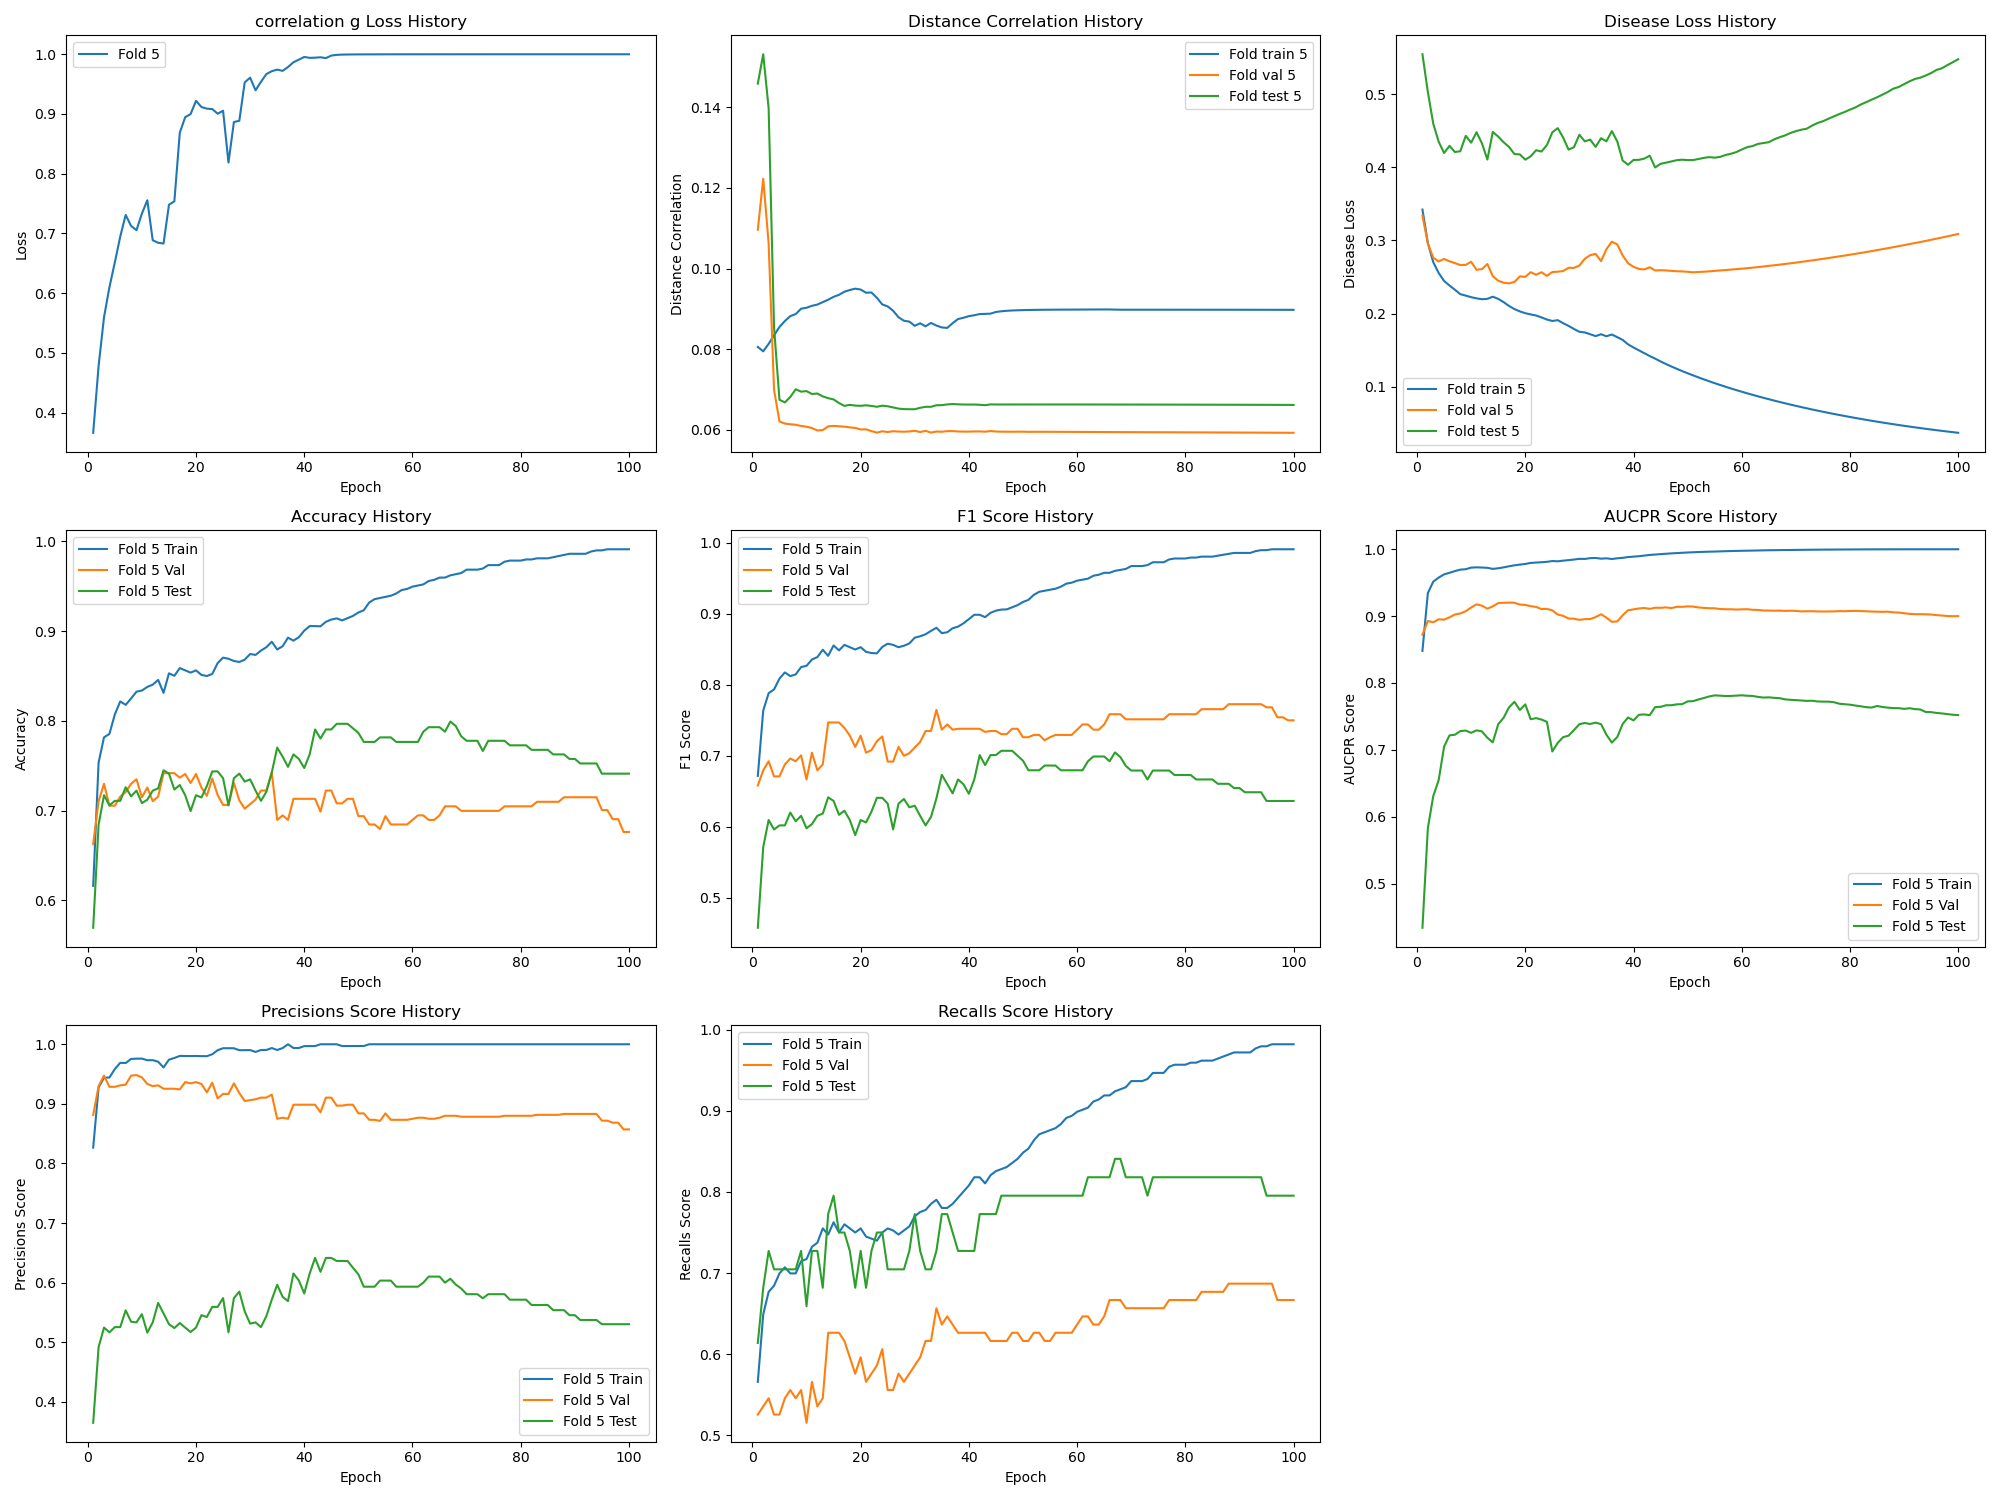 correlation g Loss History
Fold 5
1.0
0.9
0.8
0.7
0.6
0.5
0.4
Loss
0 20 40 60 80 100
Epoch
Distance Correlation History
Fold train 5
Fold val 5
Fold test 5
0.14
0.12
0.10
0.08
0.06
Distance Correlation
0 20 40 60 80 100
Epoch
Disease Loss History
0.5
0.4
0.3
0.2
0.1
Disease Loss
Fold train 5
Fold val 5
Fold test 5
0 20 40 60 80 100
Epoch
Accuracy History
Fold 5 Train
Fold 5 Val
Fold 5 Test
1.0
0.9
0.8
0.7
0.6
Accuracy
0 20 40 60 80 100
Epoch
F1 Score History
Fold 5 Train
Fold 5 Val
Fold 5 Test
1.0
0.9
0.8
0.7
0.6
0.5
F1 Score
0 20 40 60 80 100
Epoch
AUCPR Score History
1.0
0.9
0.8
0.7
0.6
0.5
AUCPR Score
Fold 5 Train
Fold 5 Val
Fold 5 Test
0 20 40 60 80 100
Epoch
Precisions Score History
1.0
0.9
0.8
0.7
0.6
0.5
0.4
Precisions Score
Fold 5 Train
Fold 5 Val
Fold 5 Test
0 20 40 60 80 100
Epoch
Recalls Score History
Fold 5 Train
Fold 5 Val
Fold 5 Test
1.0
0.9
0.8
0.7
0.6
0.5
Recalls Score
0 20 40 60 80 100
Epoch